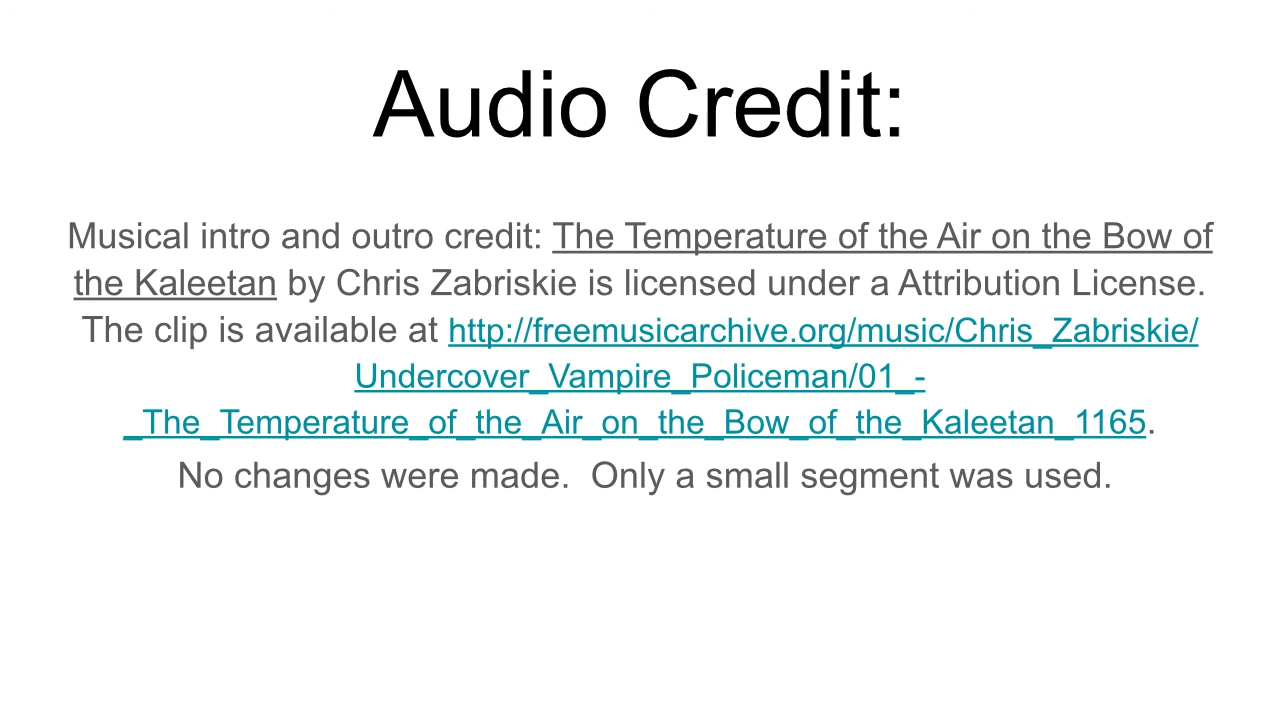 Audio Credit:
Musical intro and outro credit: The Temperature of the Air on the Bow of
the Kaleetan by Chris Zabriskie is licensed under a Attribution License.
The clip is available at http://freemusicarchive.org/music/Chris_Zabriskie/
Undercover_Vampire_Policeman/01_-
_The_Temperature_of_the_Air_on_the_Bow_of_the_Kaleetan_1165.
No changes were made.  Only a small segment was used.